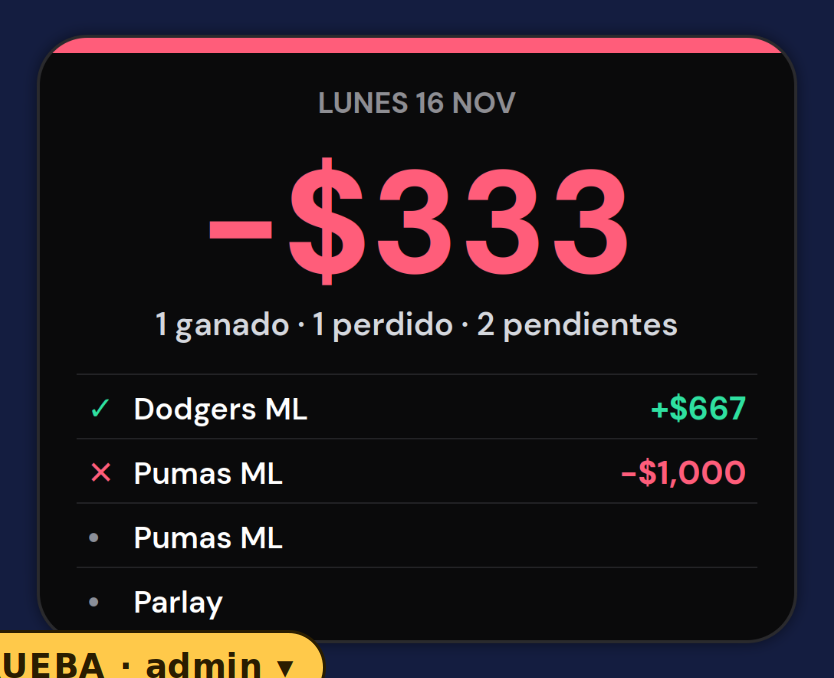 LUNES 16 NOV
−$333
1 ganado · 1 perdido · 2 pendientes
✓ Dodgers ML +$667
✕ Pumas ML −$1,000
• Pumas ML
• Parlay
UEBA · admin ▾